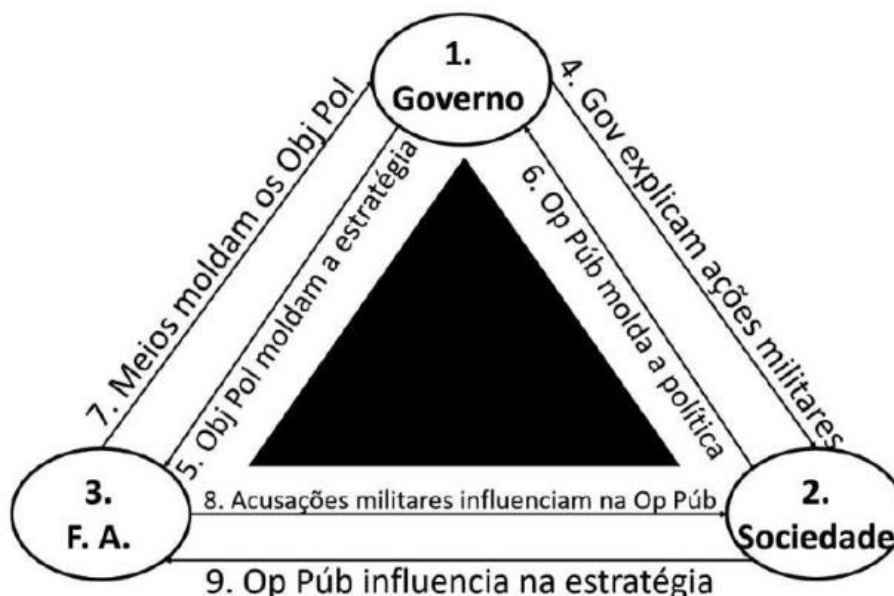 1.
Governo
4. Gov explicam ações militares
7. Meios moldam os Obj Pol
5. Obj Pol moldam a estratégia
6. Op Púb molda a política
3.
F. A.
8. Acusações militares influenciam na Op Púb
2.
Sociedade
9. Op Púb influencia na estratégia